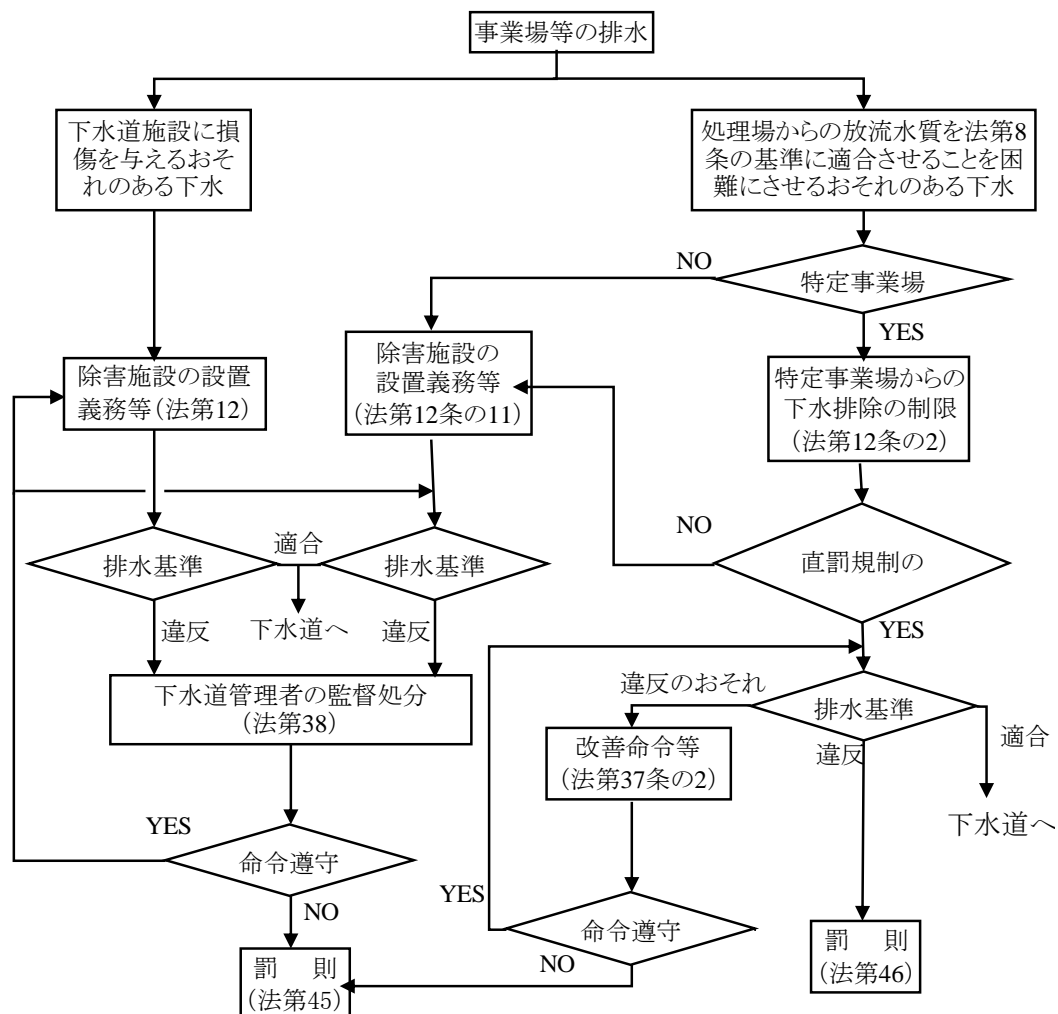 事業場等の排水
下水道施設に損
傷を与えるおそ
れのある下水
処理場からの放流水質を法第8
条の基準に適合させることを困
難にさせるおそれのある下水
NO
特定事業場
YES
除害施設の設置
義務等(法第12)
除害施設の
設置義務等
(法第12条の11)
特定事業場からの
下水排除の制限
(法第12条の2)
NO
直罰規制の
YES
排水基準
適合
排水基準
違反
下水道へ
違反
下水道管理者の監督処分
(法第38)
違反のおそれ
排水基準
改善命令等
(法第37条の2)
違反
適合
下水道へ
YES
命令遵守
NO
YES
命令遵守
NO
罰　則
(法第45)
罰　則
(法第46)